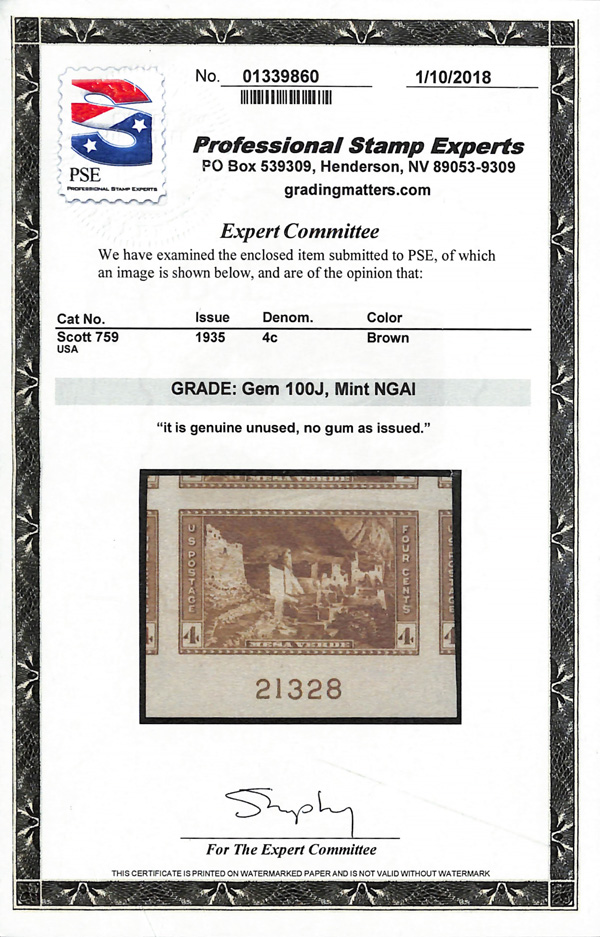 No. 01339860 1/10/2018
PSE
PROFESSIONAL STAMP EXPERTS
Professional Stamp Experts
PO Box 539309, Henderson, NV 89053-9309
gradingmatters.com
Expert Committee
We have examined the enclosed item submitted to PSE, of which
an image is shown below, and are of the opinion that:
Cat No. Issue Denom. Color
Scott 759 1935 4c Brown
USA
GRADE: Gem 100J, Mint NGAI
“it is genuine unused, no gum as issued.”
U S POSTAGE
FOUR CENTS
4 MESA VERDE 4
21328
For The Expert Committee
THIS CERTIFICATE IS PRINTED ON WATERMARKED PAPER AND IS NOT VALID WITHOUT WATERMARK